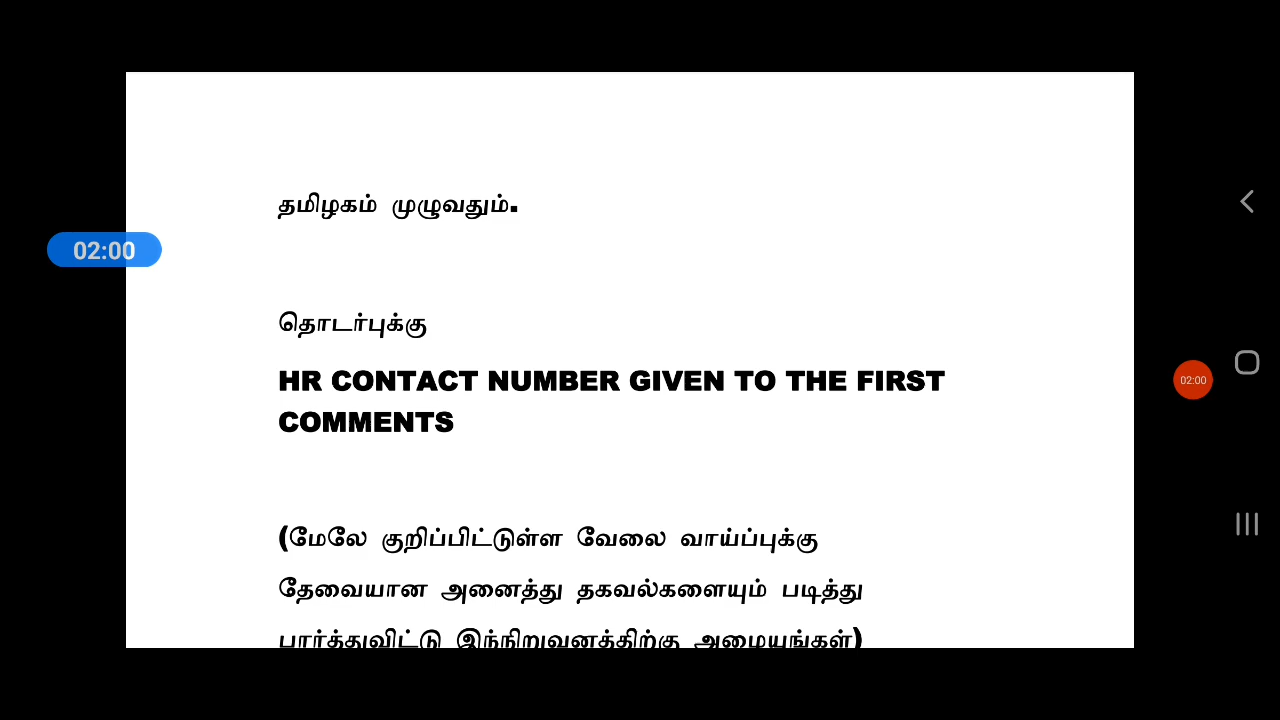 தமிழகம் முழுவதும்.
02:00
தொடர்புக்கு
HR CONTACT NUMBER GIVEN TO THE FIRST
COMMENTS
02:00
(மேலே குறிப்பிட்டுள்ள வேலை வாய்ப்புக்கு
தேவையான அனைத்து தகவல்களையும் படித்து
பார்த்துவிட்டு இந்நிறுவனத்திற்கு அமையுங்கள்)